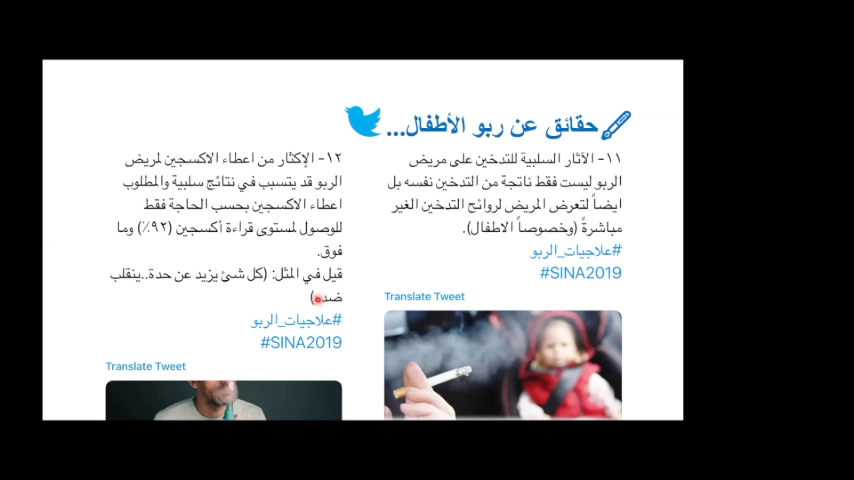 حقائق عن ربو الأطفال...
١١- الآثار السلبية للتدخين على مريض
الربو ليست فقط ناتجة من التدخين نفسه بل
ايضاً لتعرض المريض لروائح التدخين الغير
مباشرةً (وخصوصاً الاطفال).
#علاجيات_الربو
#SINA2019
Translate Tweet
١٢- الإكثار من اعطاء الاكسجين لمريض
الربو قد يتسبب في نتائج سلبية والمطلوب
اعطاء الاكسجين بحسب الحاجة فقط
للوصول لمستوى قراءة أكسجين (٩٢٪) وما
فوق.
قيل في المثل: (كل شئ يزيد عن حدة..ينقلب
ضده)
#علاجيات_الربو
#SINA2019
Translate Tweet